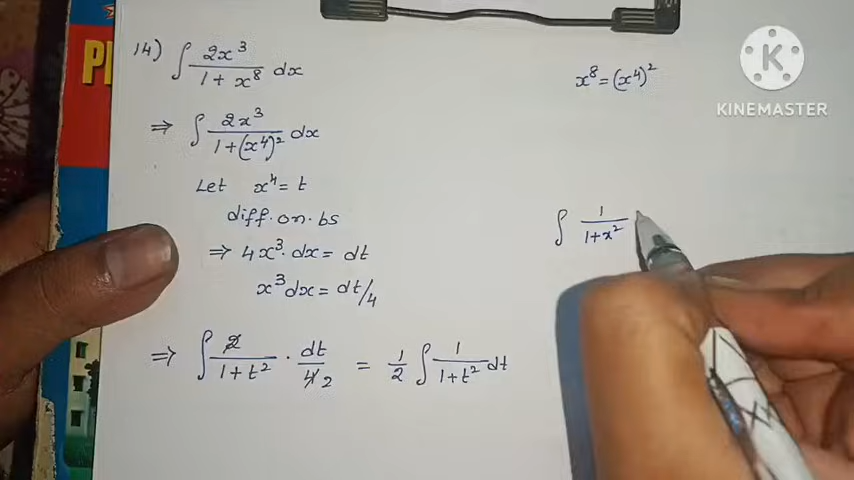 14) ∫ 2x³/(1 + x⁸) dx
x⁸ = (x⁴)²
⇒ ∫ 2x³/(1+(x⁴)²) dx
Let x⁴ = t
diff. on. bs
∫ 1/(1+x²)
⇒ 4x³. dx = dt
x³dx = dt/4
⇒ ∫ 2/(1+t²) · dt/4 2 = 1/2 ∫ 1/(1+t²) dt
K
KINEMASTER